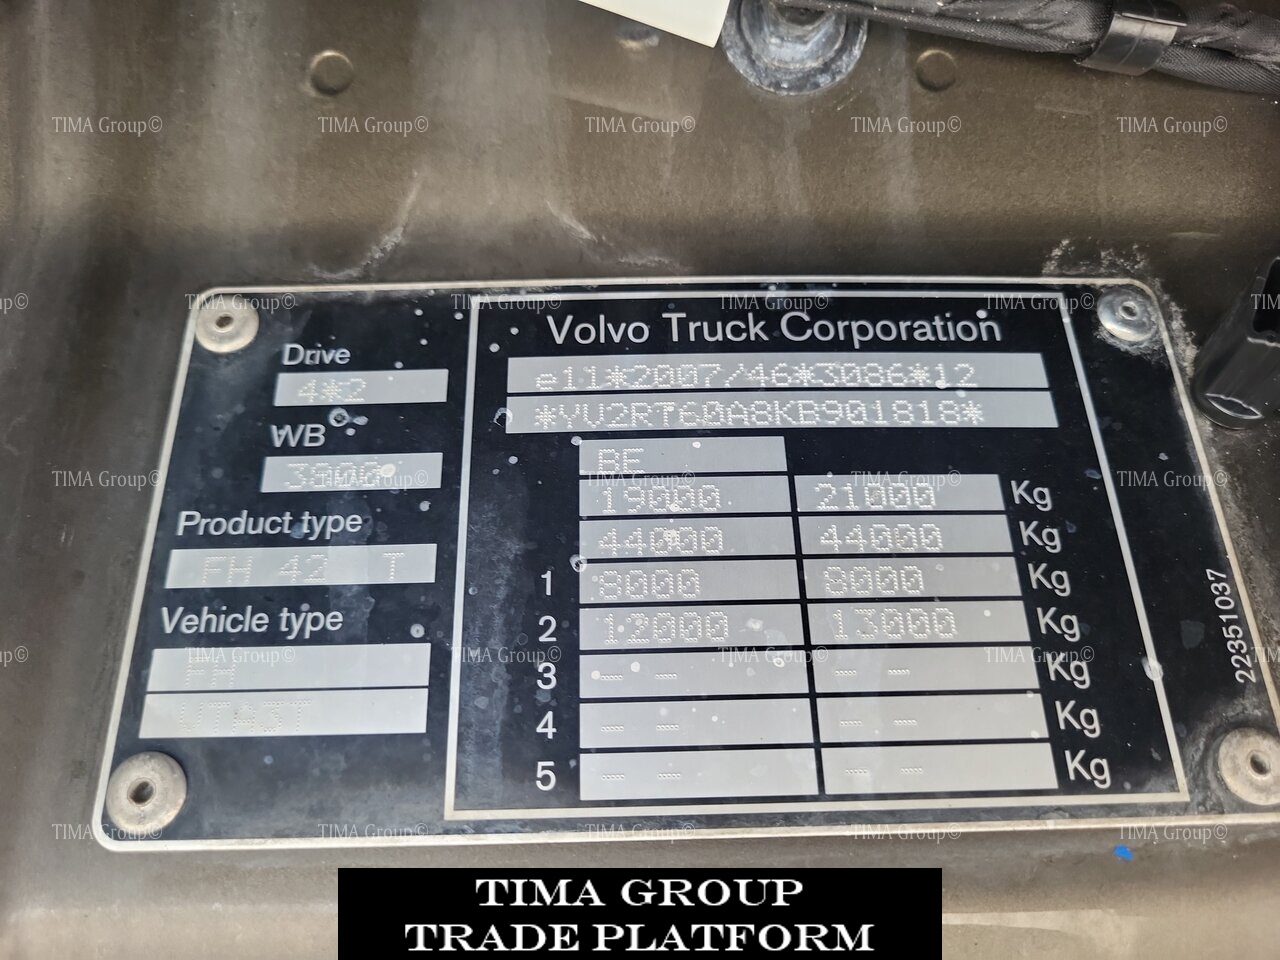 Volvo Truck Corporation
e11*2007/46*3086*12
*YV2RT60A8KB901818*
BE
19000 21000 Kg
44000 44000 Kg
1 8000 8000 Kg
2 12000 13000 Kg
3 ---- ---- ---- ---- Kg
4 ---- ---- ---- ---- Kg
5 ---- ---- ---- ---- Kg
Drive
4*2
WB
3800
Product type
FH 42 T
Vehicle type
FH
VTA3T
22351037
TIMA Group©
TIMA GROUP
TRADE PLATFORM